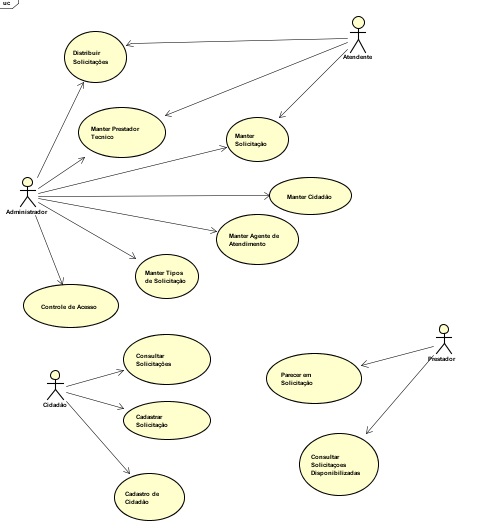 uc
Atendente
Distribuir
Solicitações
Manter Prestador
Tecnico
Manter
Solicitação
Manter Cidadão
Administrador
Manter Agente de
Atendimento
Manter Tipos
de Solicitação
Controle de Acesso
Consultar
Solicitações
Prestador
Parecer em
Solicitação
Cidadão
Cadastrar
Solicitação
Consultar
Solicitaçoes
Disponibilizadas
Cadastro de
Cidadão